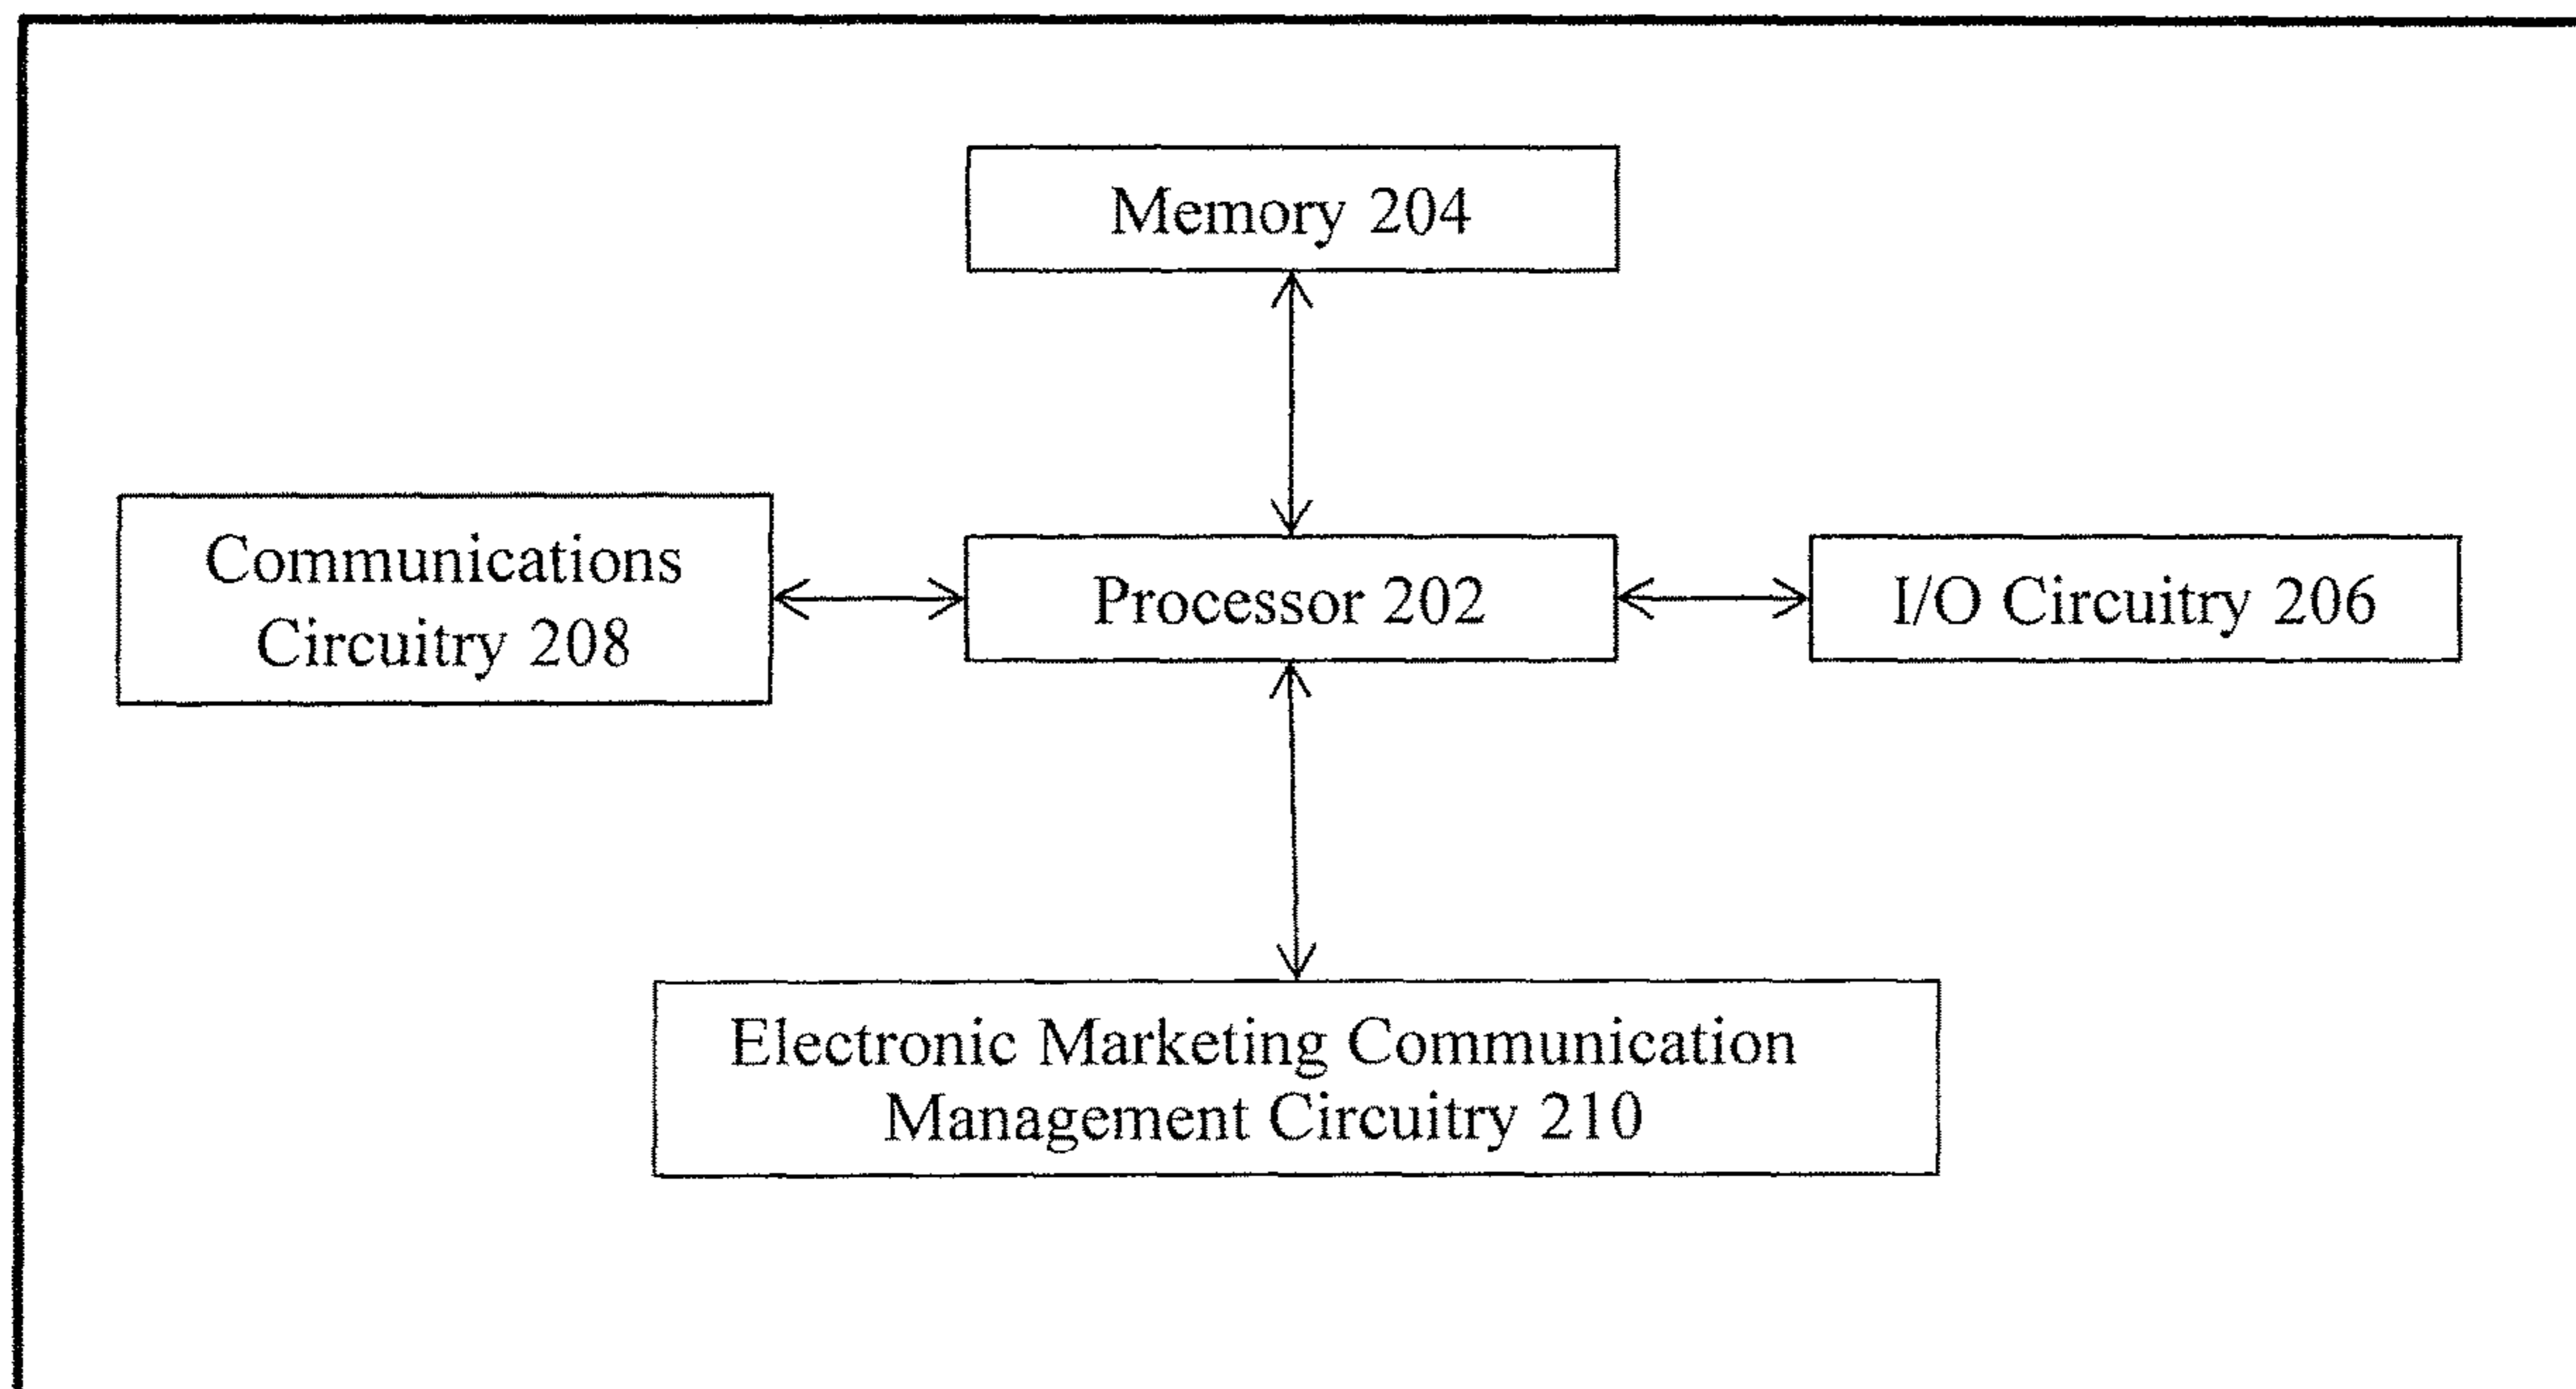 Memory 204
Communications
Circuitry 208
Processor 202
I/O Circuitry 206
Electronic Marketing Communication
Management Circuitry 210